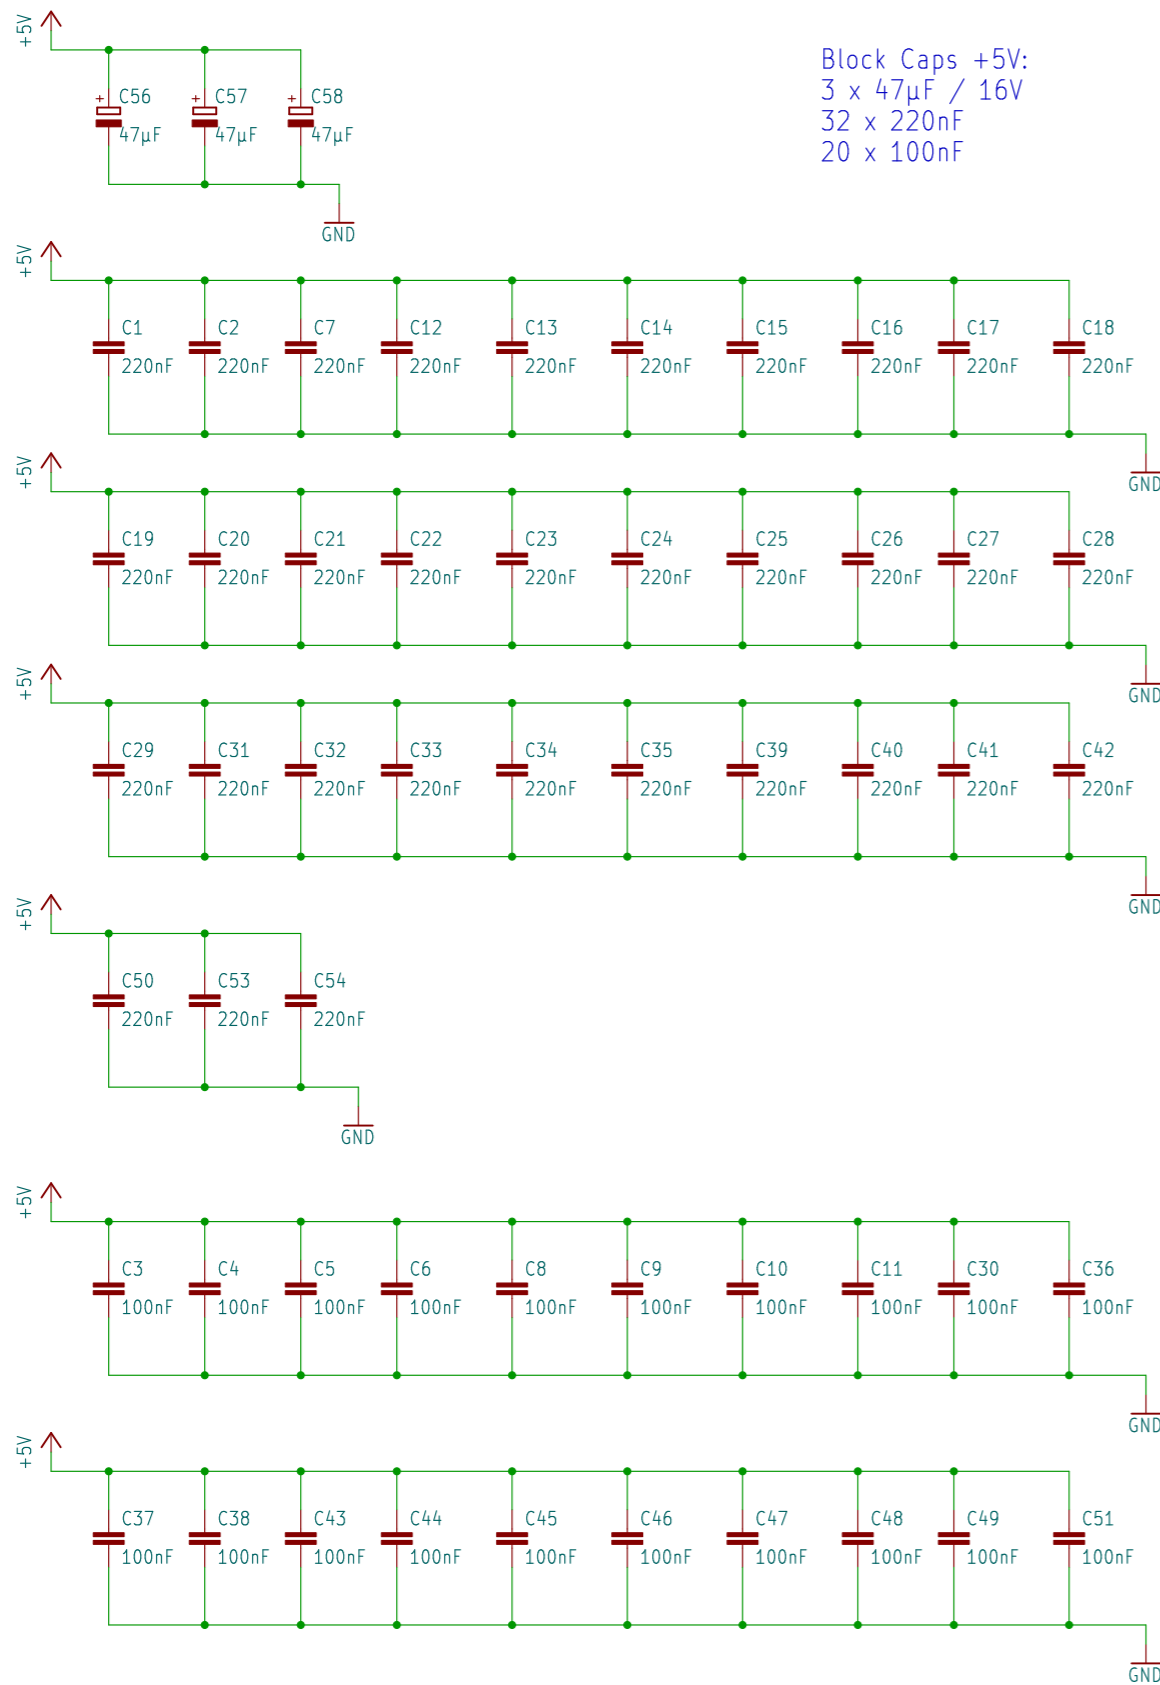 +5V
C56 C57 C58
47µF 47µF 47µF
GND
Block Caps +5V:
3 x 47µF / 16V
32 x 220nF
20 x 100nF
+5V
C1 C2 C7 C12 C13 C14 C15 C16 C17 C18
220nF 220nF 220nF 220nF 220nF 220nF 220nF 220nF 220nF 220nF
GND
+5V
C19 C20 C21 C22 C23 C24 C25 C26 C27 C28
220nF 220nF 220nF 220nF 220nF 220nF 220nF 220nF 220nF 220nF
GND
+5V
C29 C31 C32 C33 C34 C35 C39 C40 C41 C42
220nF 220nF 220nF 220nF 220nF 220nF 220nF 220nF 220nF 220nF
GND
+5V
C50 C53 C54
220nF 220nF 220nF
GND
+5V
C3 C4 C5 C6 C8 C9 C10 C11 C30 C36
100nF 100nF 100nF 100nF 100nF 100nF 100nF 100nF 100nF 100nF
GND
+5V
C37 C38 C43 C44 C45 C46 C47 C48 C49 C51
100nF 100nF 100nF 100nF 100nF 100nF 100nF 100nF 100nF 100nF
GND